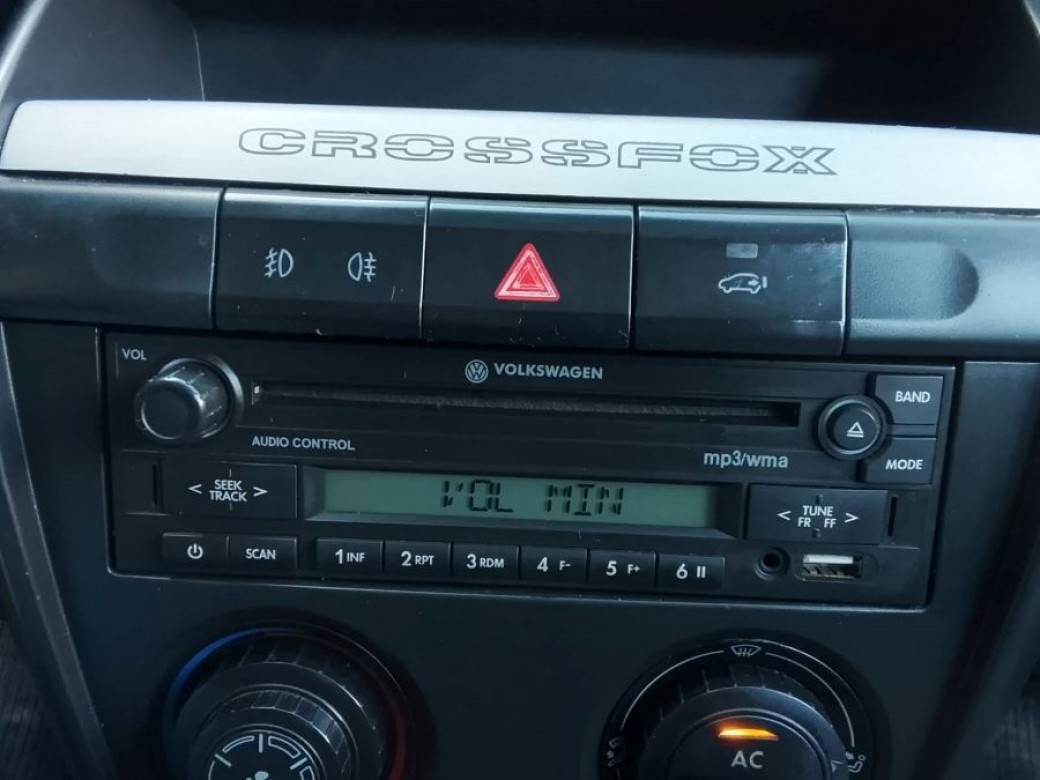 CROSSFOX
VOL
VOLKSWAGEN
BAND
AUDIO CONTROL
mp3/wma
MODE
< SEEK TRACK >
VOL MIN
< TUNE FR FF >
SCAN
1 INF
2 RPT
3 RDM
4 F-
5 F+
6 II
AC